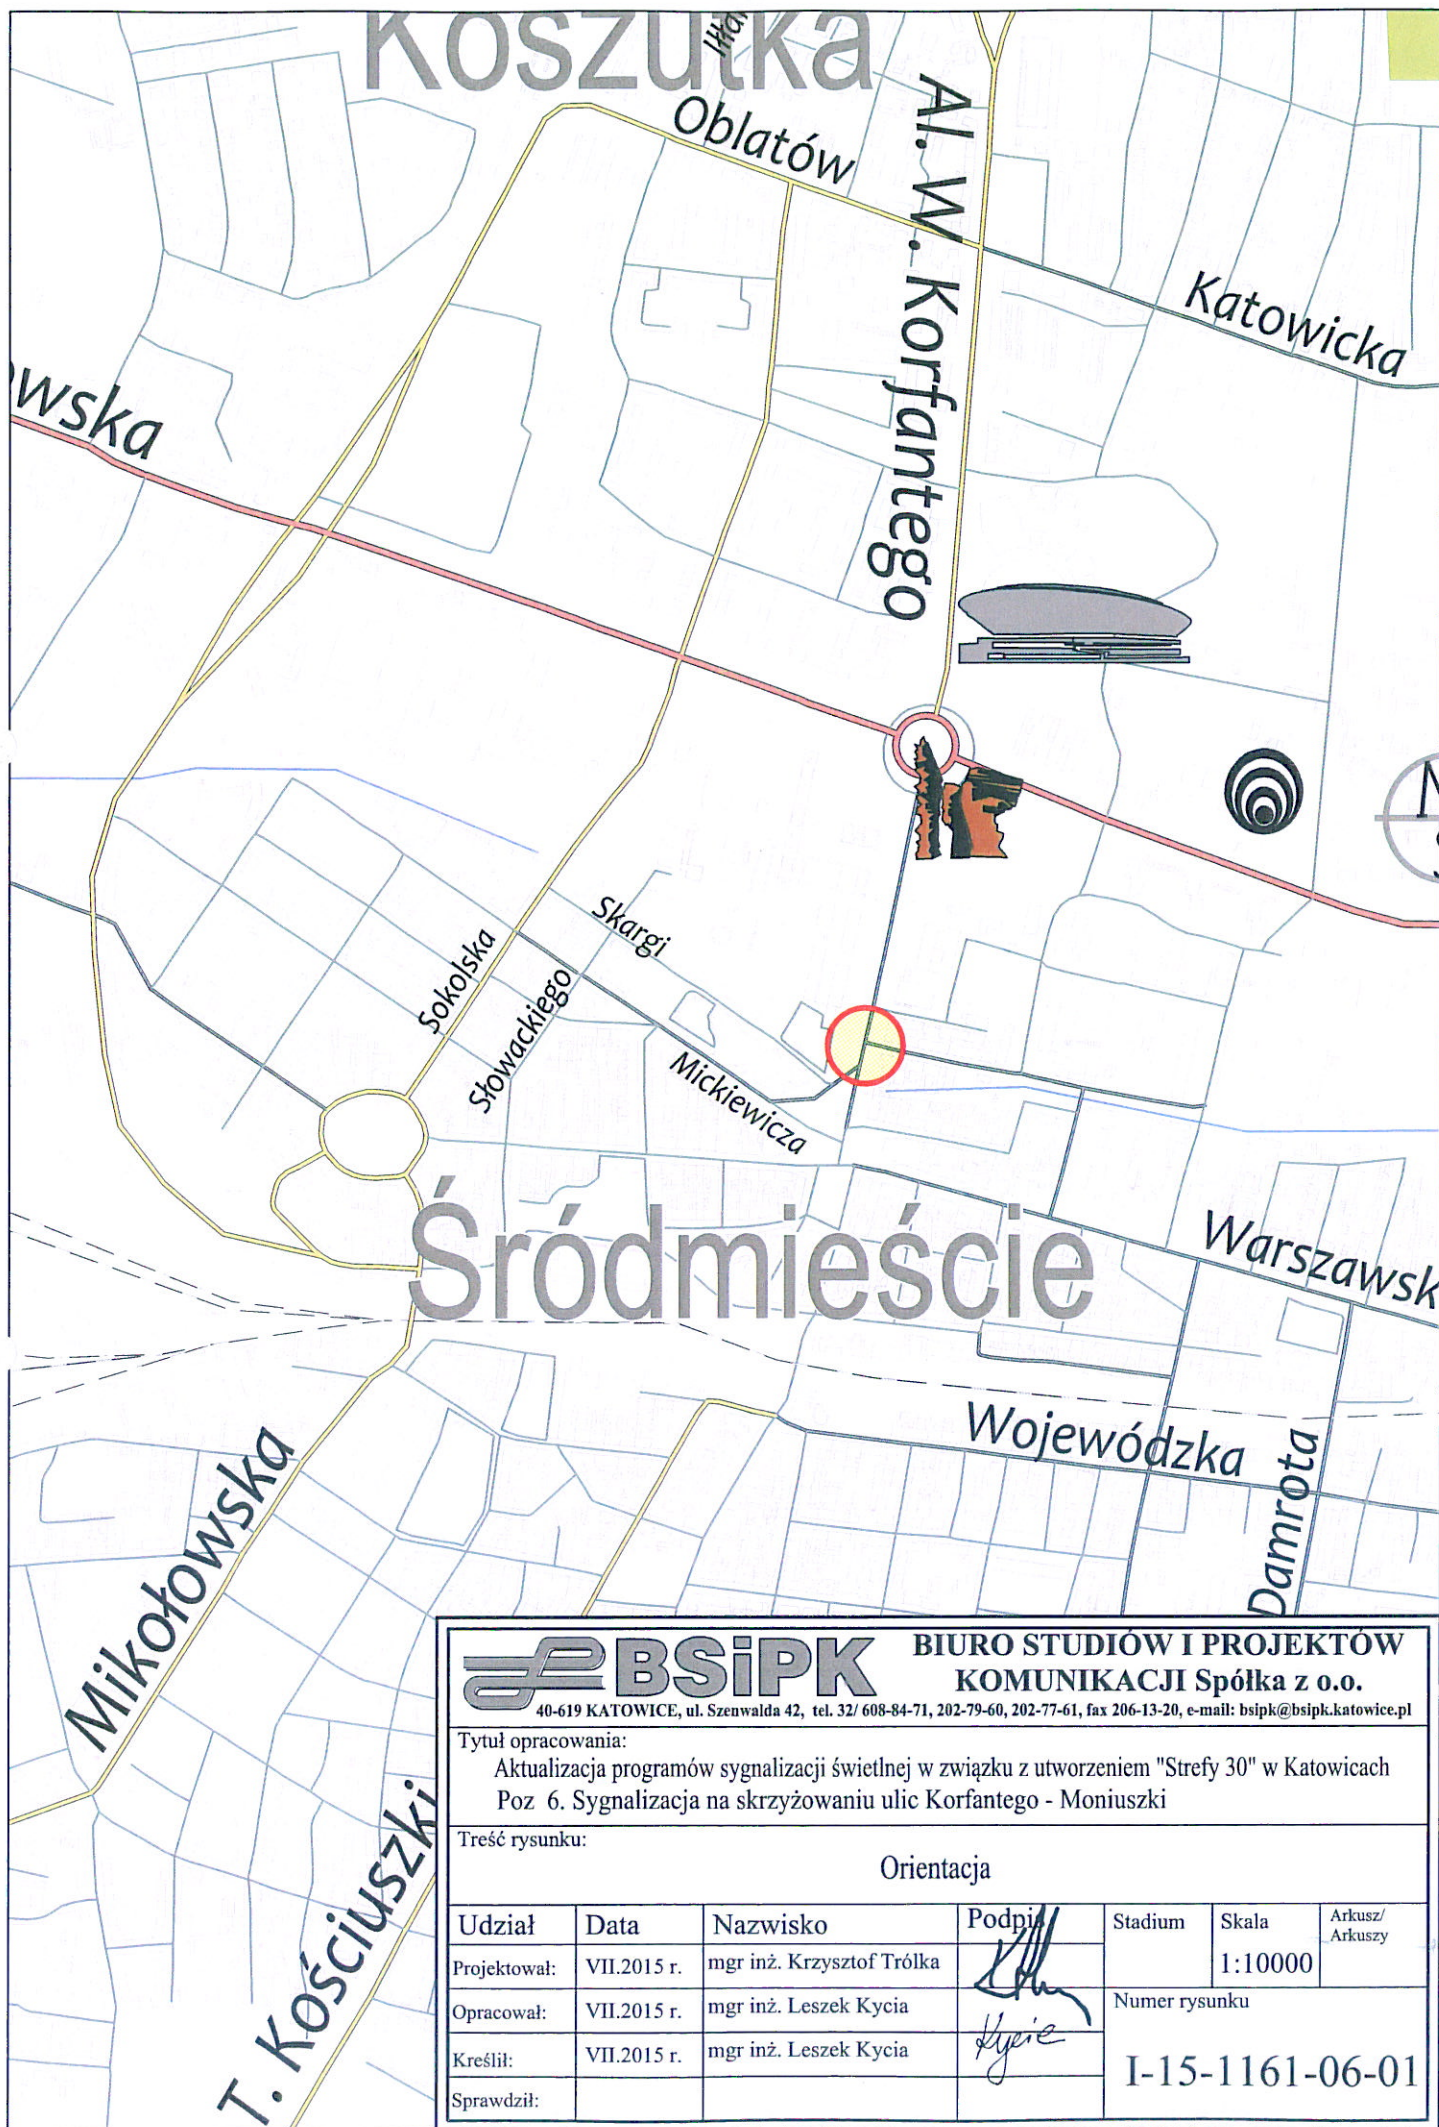 Koszutka
Oblatów
Al. W. Korfantego
Katowicka
owska
Skargi
Sokolska
Słowackiego
Mickiewicza
Śródmieście
Warszawsk
Wojewódzka
Damrota
Mikołowska
T. Kościuszki
N
S
BSiPK
BIURO STUDIÓW I PROJEKTÓW
KOMUNIKACJI Spółka z o.o.
40-619 KATOWICE, ul. Szenwalda 42, tel. 32/ 608-84-71, 202-79-60, 202-77-61, fax 206-13-20, e-mail: bsipk@bsipk.katowice.pl
Tytuł opracowania:
Aktualizacja programów sygnalizacji świetlnej w związku z utworzeniem "Strefy 30" w Katowicach
Poz 6. Sygnalizacja na skrzyżowaniu ulic Korfantego - Moniuszki
Treść rysunku:
Orientacja
Udział Data Nazwisko Podpis Stadium Skala Arkusz/
Arkuszy
Projektował: VII.2015 r. mgr inż. Krzysztof Trólka 1:10000
Opracował: VII.2015 r. mgr inż. Leszek Kycia Numer rysunku
Kreślił: VII.2015 r. mgr inż. Leszek Kycia Kycia
I-15-1161-06-01
Sprawdził: